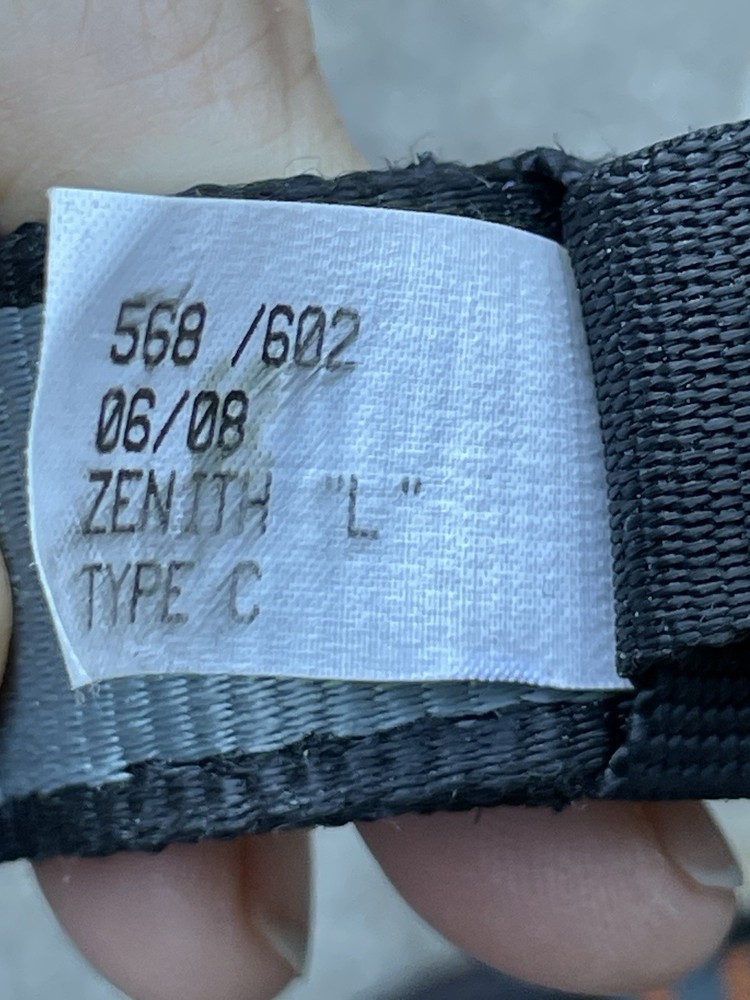 568 /602
06/08
ZENITH "L"
TYPE C